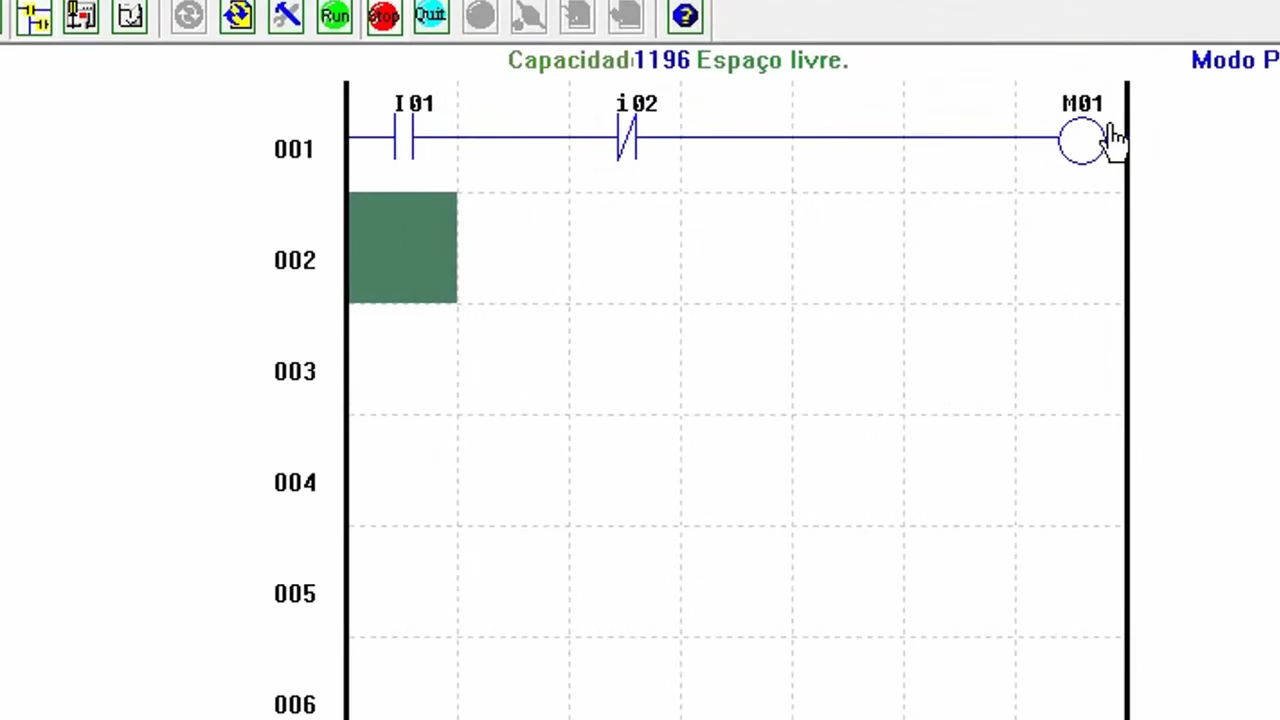 Run Stop Quit ?
Capacidad 1196 Espaço livre. Modo P
I01 i02 M01
001
002
003
004
005
006